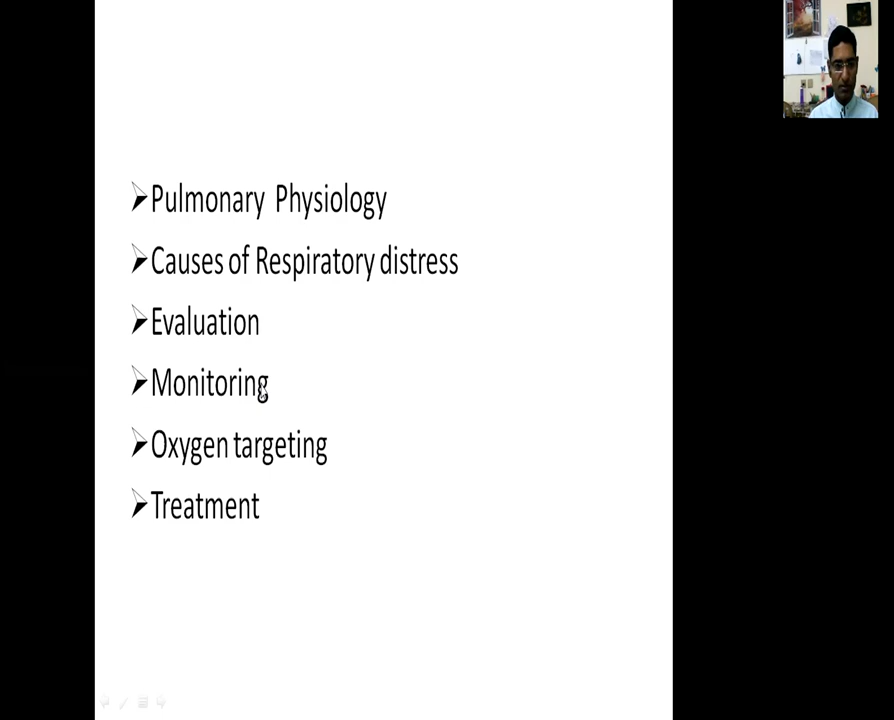 Pulmonary Physiology
Causes of Respiratory distress
Evaluation
Monitoring
Oxygen targeting
Treatment